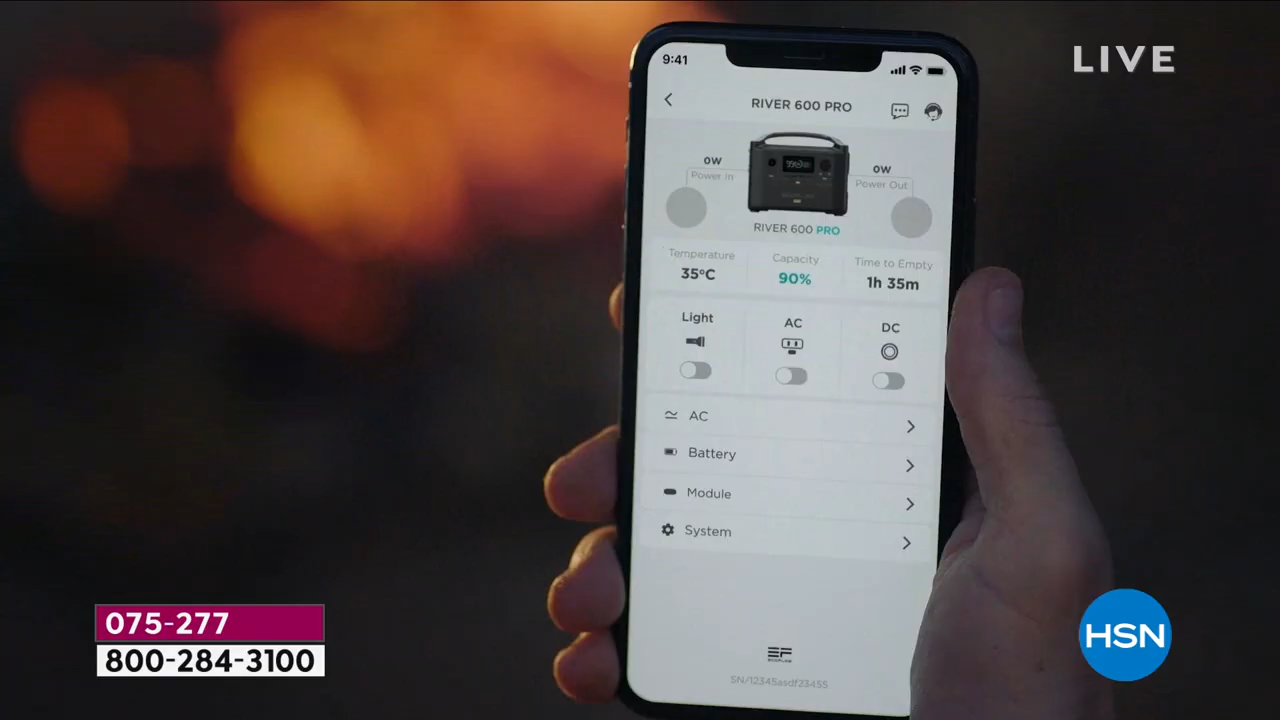 LIVE
9:41
RIVER 600 PRO
0W
Power In
0W
Power Out
RIVER 600 PRO
Temperature
35°C
Capacity
90%
Time to Empty
1h 35m
Light
AC
DC
AC
Battery
Module
System
EF
ECOFLOW
SN/12345asdf23455
075-277
800-284-3100
HSN